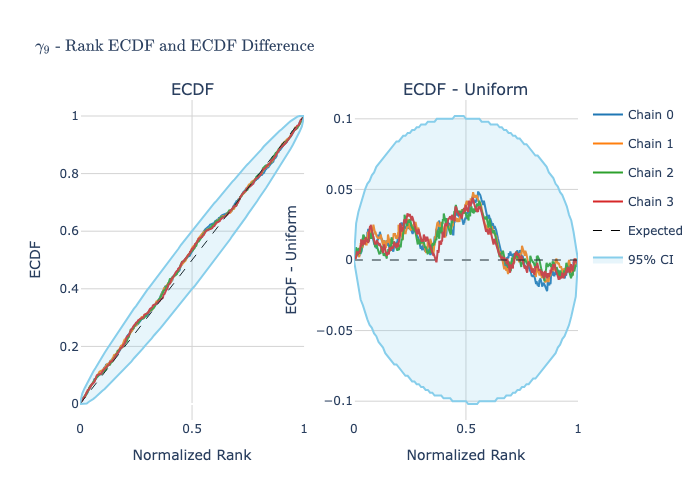 γ₉ - Rank ECDF and ECDF Difference
ECDF
ECDF - Uniform
1
0.8
0.6
0.4
0.2
0
0
0.5
1
ECDF
Normalized Rank
0.1
0.05
0
−0.05
−0.1
0
0.5
1
ECDF - Uniform
Normalized Rank
Chain 0
Chain 1
Chain 2
Chain 3
Expected
95% CI